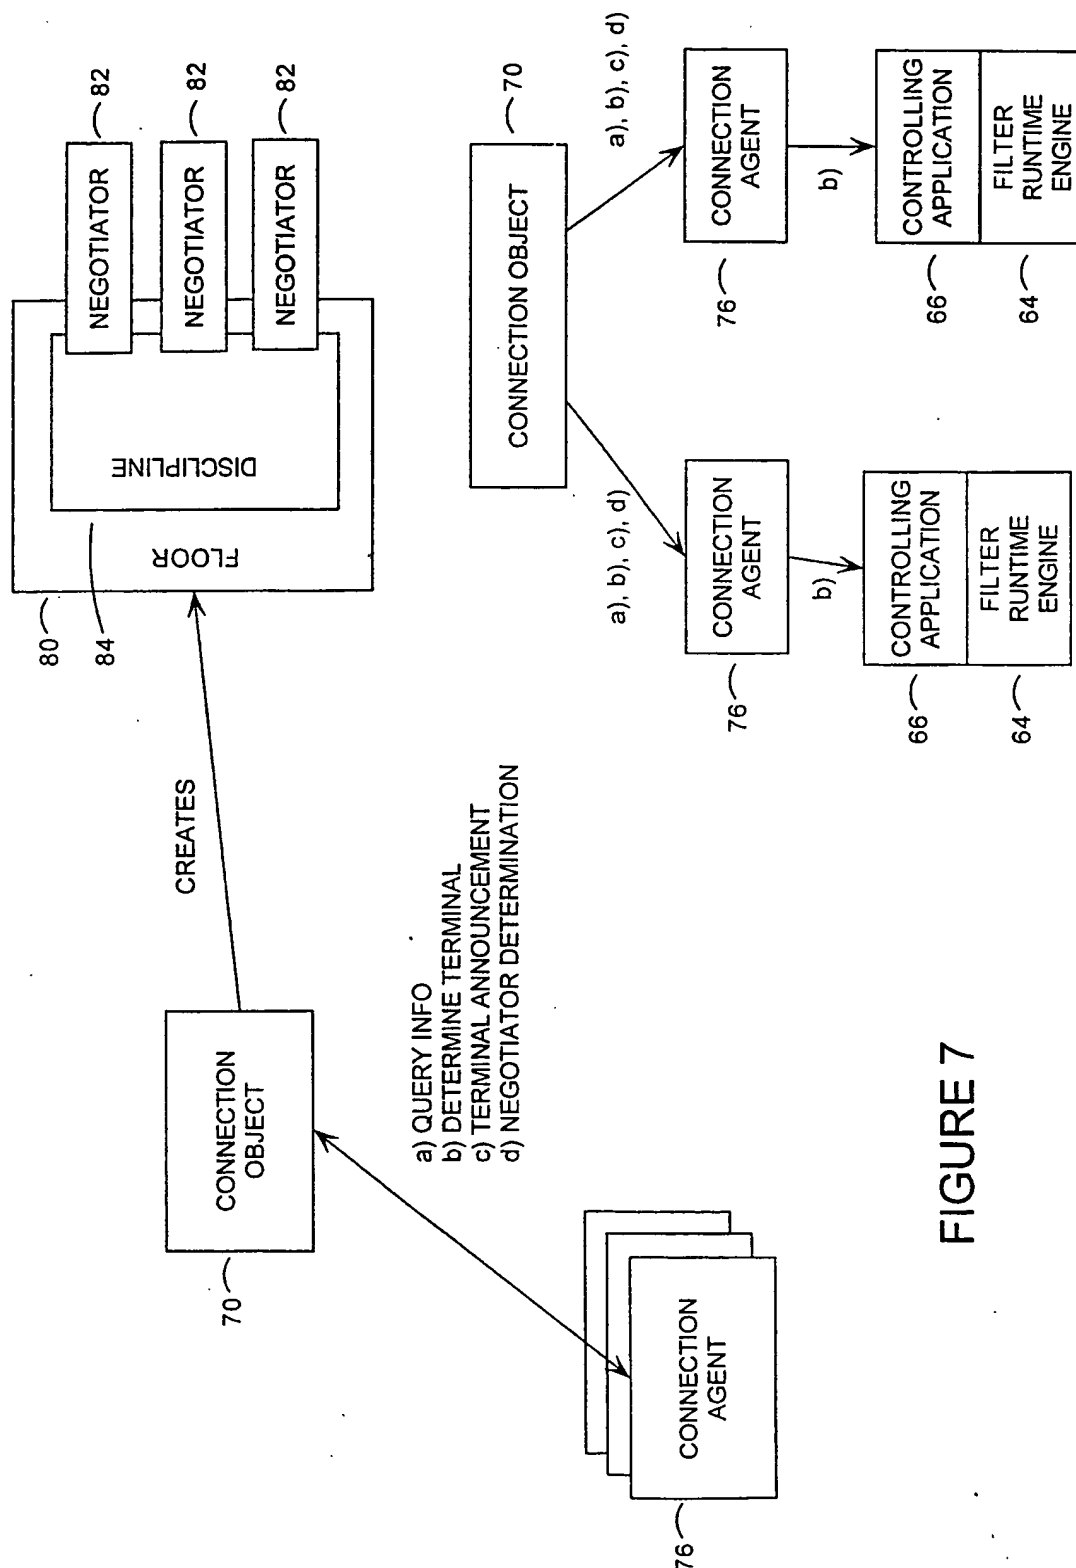 76
CONNECTION
AGENT
70
CONNECTION
OBJECT
CREATES
80
84
FLOOR
DISCIPLINE
NEGOTIATOR
82
NEGOTIATOR
82
NEGOTIATOR
82
a) QUERY INFO
b) DETERMINE TERMINAL
c) TERMINAL ANNOUNCEMENT
d) NEGOTIATOR DETERMINATION
CONNECTION OBJECT
70
a), b), c), d)
a), b), c), d)
76
CONNECTION
AGENT
76
CONNECTION
AGENT
b)
b)
66
CONTROLLING
APPLICATION
64
FILTER
RUNTIME
ENGINE
66
CONTROLLING
APPLICATION
64
FILTER
RUNTIME
ENGINE
FIGURE 7